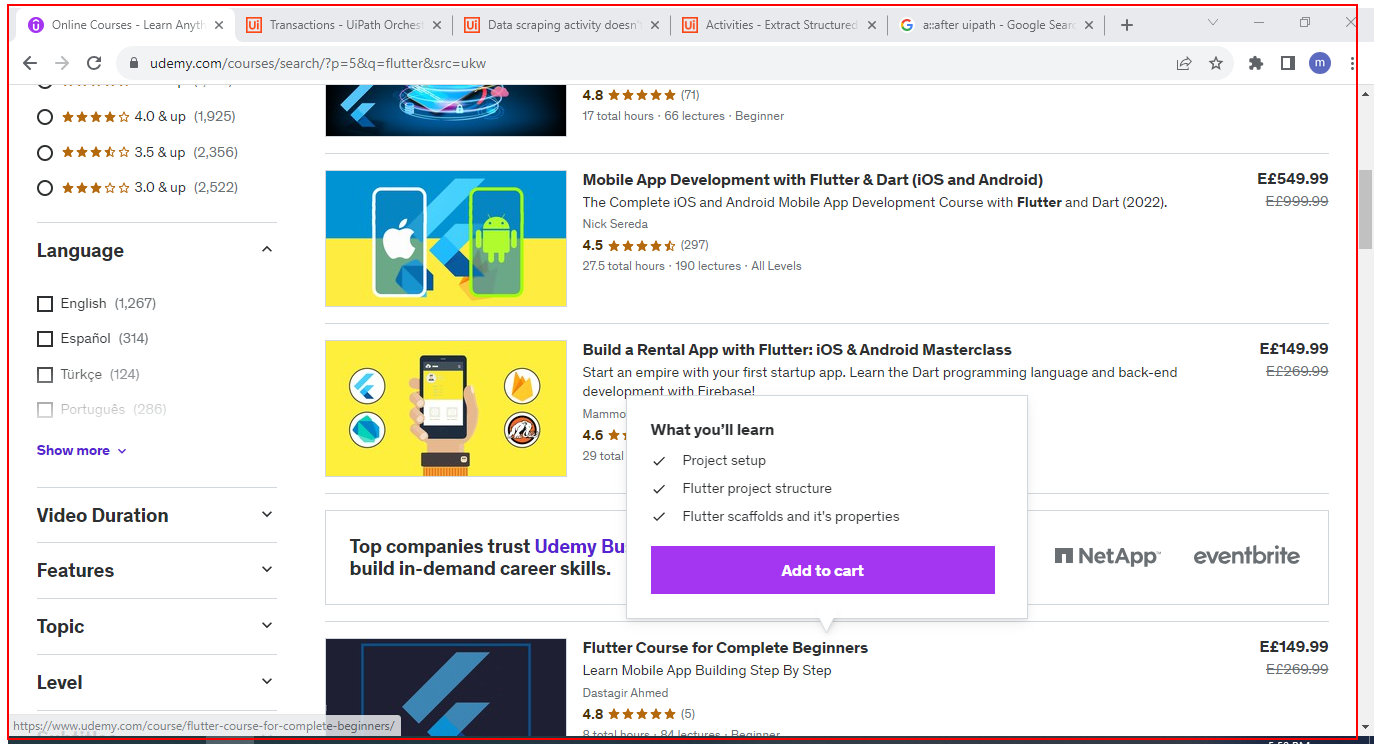 Online Courses - Learn Anyth
Transactions - UiPath Orchest
Data scraping activity doesn't
Activities - Extract Structured
a::after uipath - Google Searc
udemy.com/courses/search/?p=5&q=flutter&src=ukw
m
4.0 & up (1,925)
3.5 & up (2,356)
3.0 & up (2,522)
Language
English (1,267)
Español (314)
Türkçe (124)
Português (286)
Show more
Video Duration
Features
Topic
Level
https://www.udemy.com/course/flutter-course-for-complete-beginners/
4.8 (71)
17 total hours · 66 lectures · Beginner
Mobile App Development with Flutter & Dart (iOS and Android)
E£549.99
The Complete iOS and Android Mobile App Development Course with Flutter and Dart (2022).
E£999.99
Nick Sereda
4.5 (297)
27.5 total hours · 190 lectures · All Levels
Build a Rental App with Flutter: iOS & Android Masterclass
E£149.99
Start an empire with your first startup app. Learn the Dart programming language and back-end
E£269.99
development with Firebase!
Mammo
4.6
29 total
What you'll learn
Project setup
Flutter project structure
Flutter scaffolds and it's properties
Add to cart
Top companies trust Udemy Bu
build in-demand career skills.
NetApp
eventbrite
Flutter Course for Complete Beginners
E£149.99
Learn Mobile App Building Step By Step
E£269.99
Dastagir Ahmed
4.8 (5)
8 total hours · 84 lectures · Beginner